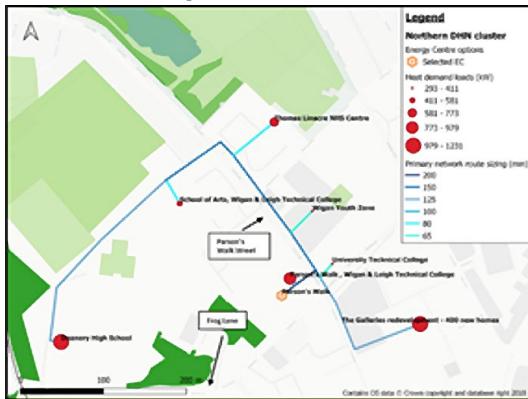 Legend
Northern DHN cluster
Energy Centre options
Selected EC
Heat demand loads (kW)
293 - 411
411 - 581
581 - 773
773 - 979
979 - 1231
Primary network route sizing (mm)
200
150
125
100
80
65
Thomas Linacre NHS Centre
School of Arts, Wigan & Leigh Technical College
Wigan Youth Zone
Parson's
Walk Street
University Technical College
Parson's Walk, Wigan & Leigh Technical College
Parson's Walk
The Galleries redevelopment - 400 new homes
Frog Lane
Deanery High School
0 100 200 m
Contains OS data © Crown copyright and database right 2018